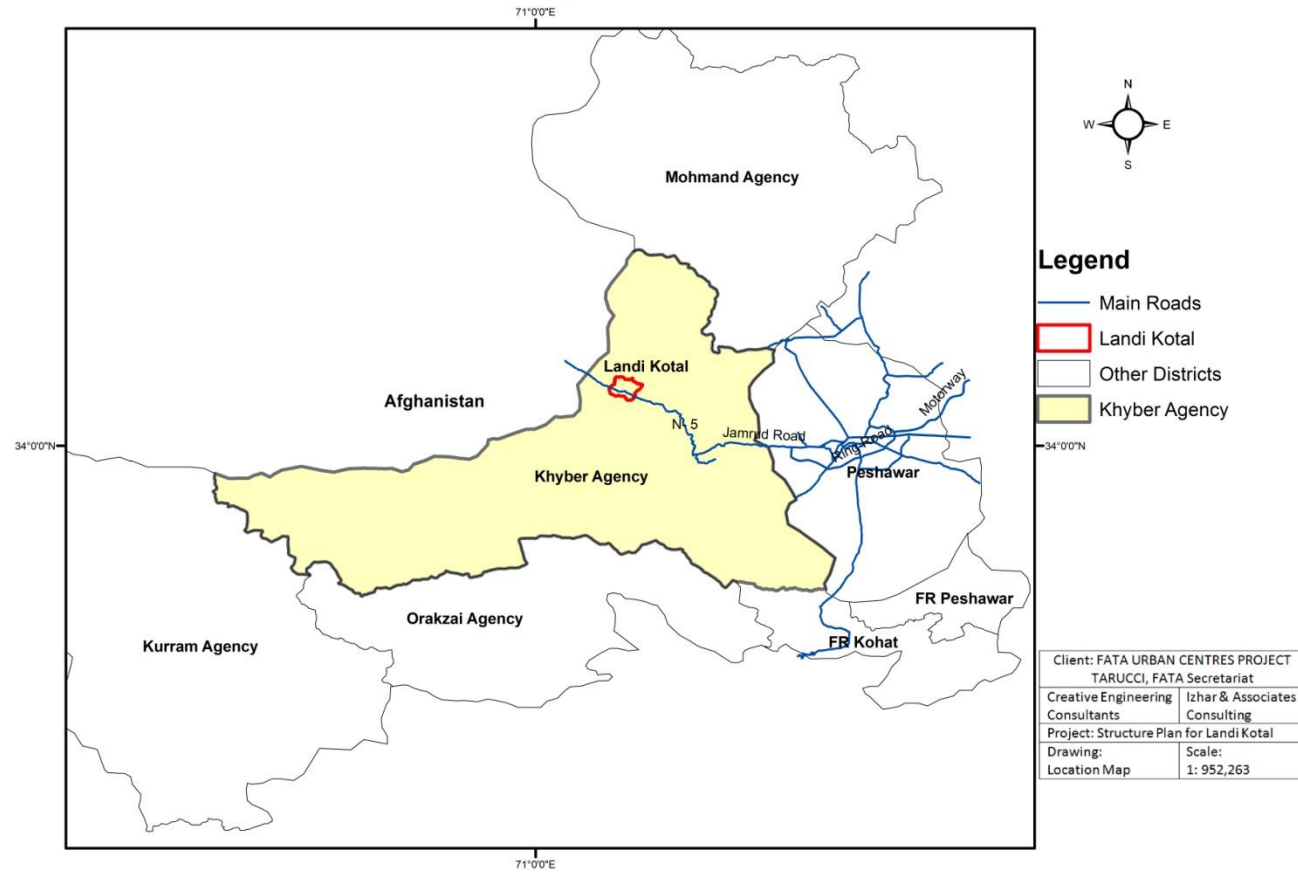 71°0'0"E
N
W
E
S
Mohmand Agency
Legend
Main Roads
Landi Kotal
Other Districts
Khyber Agency
Landi Kotal
Afghanistan
Motorway
N- 5
Jamrud Road
Ring Road
34°0'0"N
34°0'0"N
Peshawar
Khyber Agency
FR Peshawar
Orakzai Agency
FR Kohat
Kurram Agency
Client: FATA URBAN CENTRES PROJECT
TARUCCI, FATA Secretariat
Creative Engineering
Consultants
Izhar & Associates
Consulting
Project: Structure Plan for Landi Kotal
Drawing:
Location Map
Scale:
1: 952,263
71°0'0"E